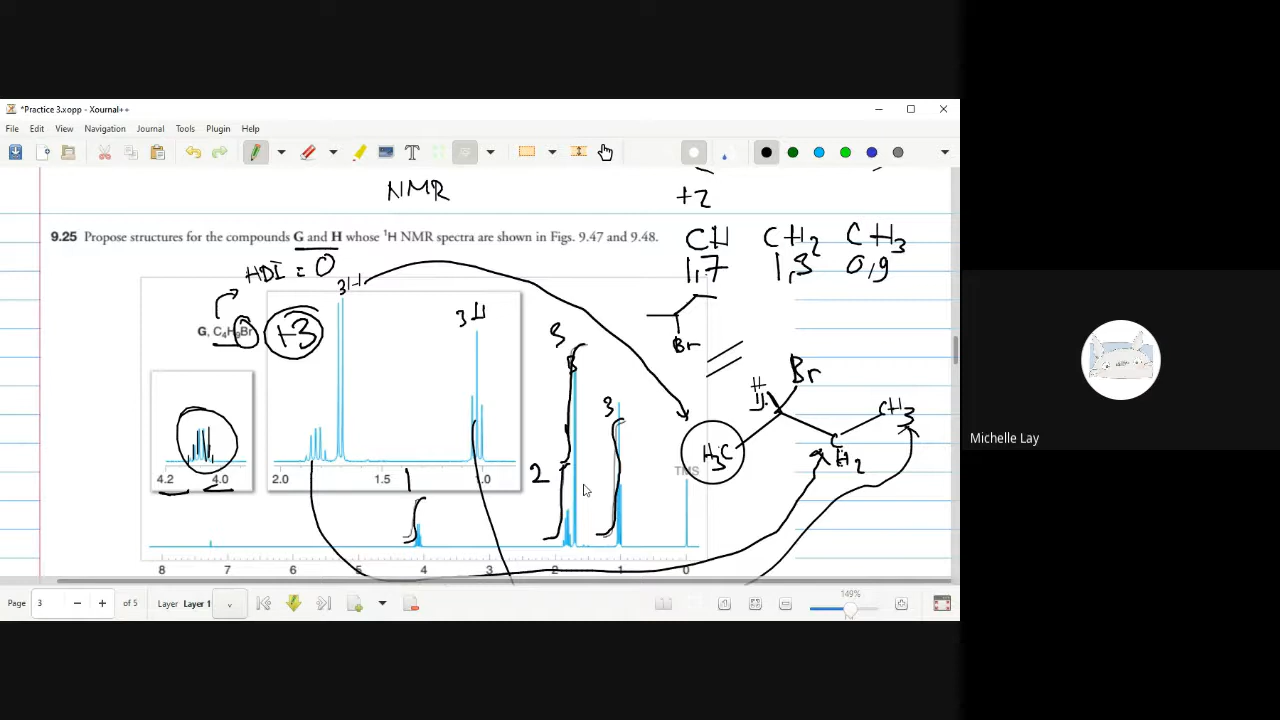 *Practice 3.xopp - Xournal++
File Edit View Navigation Journal Tools Plugin Help
NMR
+2
9.25 Propose structures for the compounds G and H whose ¹H NMR spectra are shown in Figs. 9.47 and 9.48.
CH CH2 CH3
1,7 1,3 0,9
HDI = 0
3H
3H
G, C4H9Br
+3
Br
3
3
2
1
H
Br
CH3
H3C
C
H2
TMS
4.2 4.0
2.0 1.5 1.0
8 7 6 5 4 3 2 1 0
Michelle Lay
Page 3 of 5 Layer Layer 1
149%